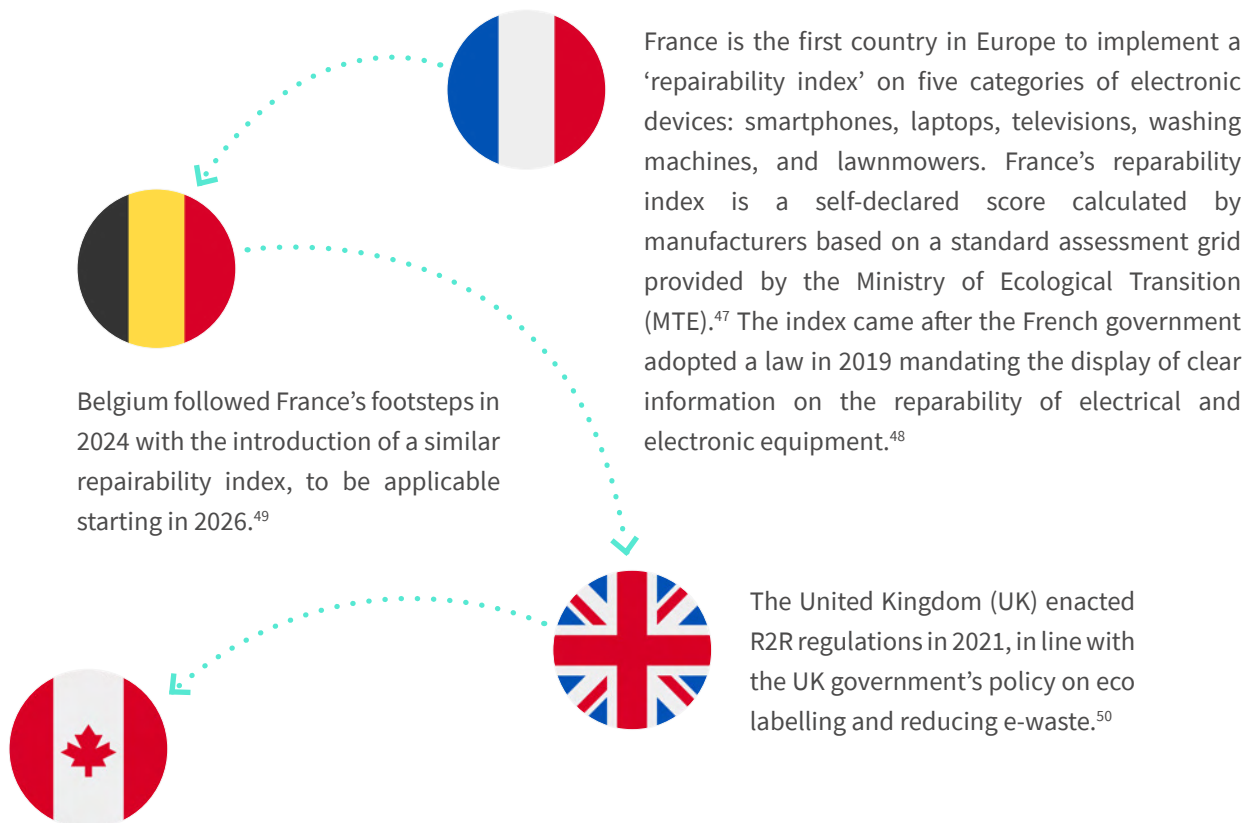 France is the first country in Europe to implement a
‘repairability index’ on five categories of electronic
devices: smartphones, laptops, televisions, washing
machines, and lawnmowers. France’s reparability
index is a self-declared score calculated by
manufacturers based on a standard assessment grid
provided by the Ministry of Ecological Transition
(MTE).47 The index came after the French government
adopted a law in 2019 mandating the display of clear
information on the reparability of electrical and
electronic equipment.48
Belgium followed France’s footsteps in
2024 with the introduction of a similar
repairability index, to be applicable
starting in 2026.49
The United Kingdom (UK) enacted
R2R regulations in 2021, in line with
the UK government’s policy on eco
labelling and reducing e-waste.50